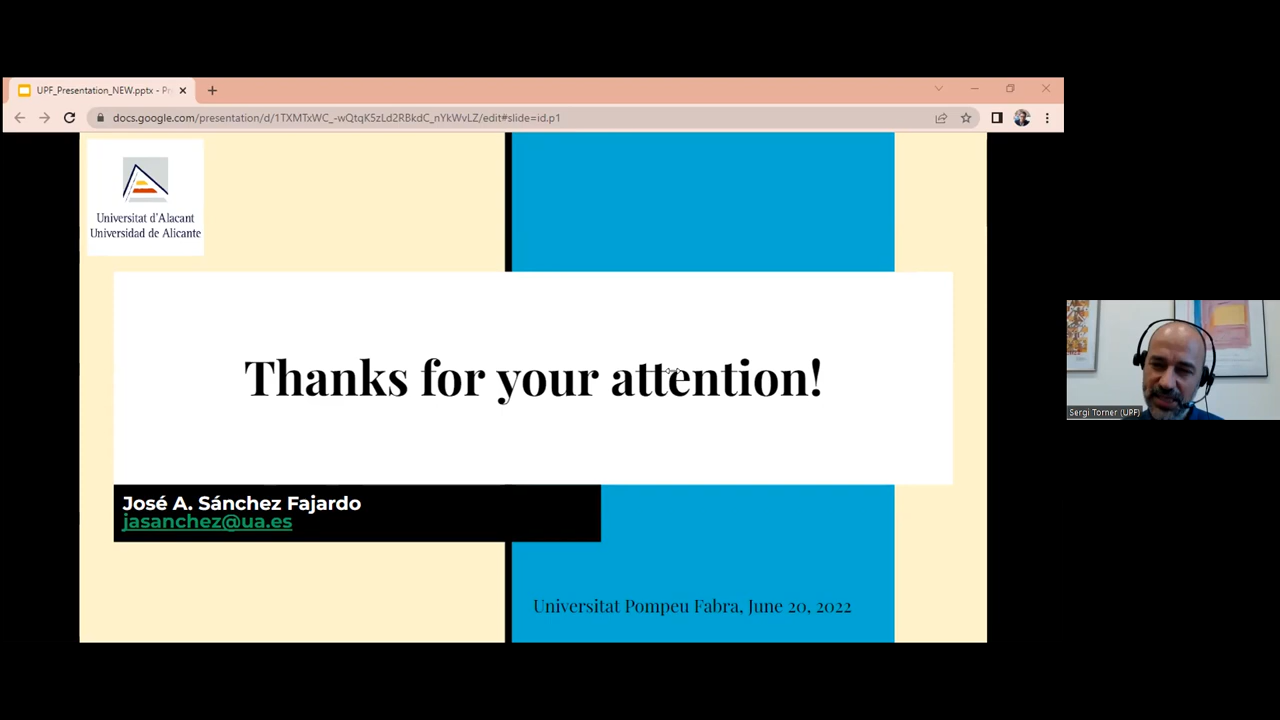 UPF_Presentation_NEW.pptx - Pr
docs.google.com/presentation/d/1TXMTxWC_-wQtqK5zLd2RBkdC_nYkWvLZ/edit#slide=id.p1
Universitat d'Alacant
Universidad de Alicante
Thanks for your attention!
José A. Sánchez Fajardo
jasanchez@ua.es
Universitat Pompeu Fabra, June 20, 2022
Sergi Torner (UPF)